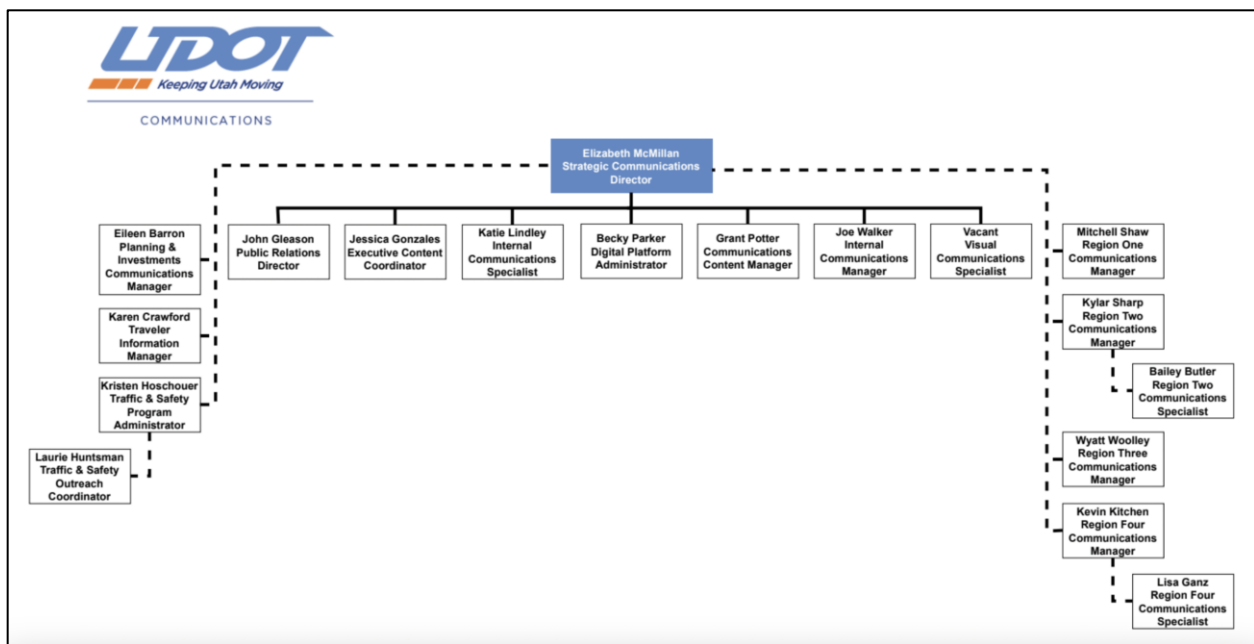 UDOT
Keeping Utah Moving
COMMUNICATIONS
Elizabeth McMillan
Strategic Communications
Director
Eileen Barron
Planning &
Investments
Communications
Manager
Karen Crawford
Traveler
Information
Manager
Kristen Hoschouer
Traffic & Safety
Program
Administrator
Laurie Huntsman
Traffic & Safety
Outreach
Coordinator
John Gleason
Public Relations
Director
Jessica Gonzales
Executive Content
Coordinator
Katie Lindley
Internal
Communications
Specialist
Becky Parker
Digital Platform
Administrator
Grant Potter
Communications
Content Manager
Joe Walker
Internal
Communications
Manager
Vacant
Visual
Communications
Specialist
Mitchell Shaw
Region One
Communications
Manager
Kylar Sharp
Region Two
Communications
Manager
Bailey Butler
Region Two
Communications
Specialist
Wyatt Woolley
Region Three
Communications
Manager
Kevin Kitchen
Region Four
Communications
Manager
Lisa Ganz
Region Four
Communications
Specialist